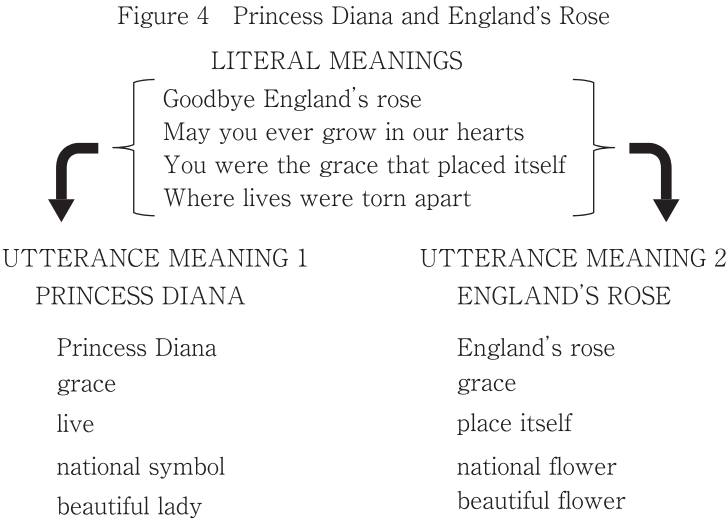 Figure 4 Princess Diana and England's Rose
LITERAL MEANINGS
Goodbye England's rose
May you ever grow in our hearts
You were the grace that placed itself
Where lives were torn apart
UTTERANCE MEANING 1
PRINCESS DIANA
Princess Diana
grace
live
national symbol
beautiful lady
UTTERANCE MEANING 2
ENGLAND'S ROSE
England's rose
grace
place itself
national flower
beautiful flower